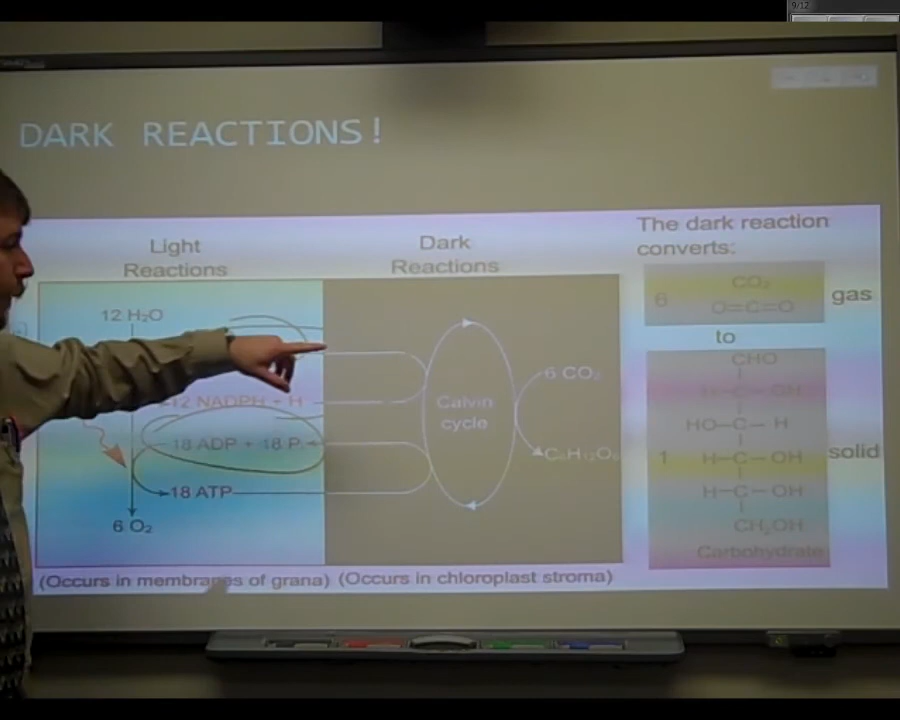 9/12
DARK REACTIONS!
Light
Reactions
Dark
Reactions
12 H₂O
12 NADPH + H
18 ADP + 18 P
18 ATP
6 O₂
Calvin
cycle
6 CO₂
C₆H₁₂O₆
(Occurs in membranes of grana)
(Occurs in chloroplast stroma)
The dark reaction
converts:
6
CO₂
O=C=O
gas
to
CHO
H-C-OH
HO-C-H
1
H-C-OH
solid
H-C-OH
CH₂OH
Carbohydrate